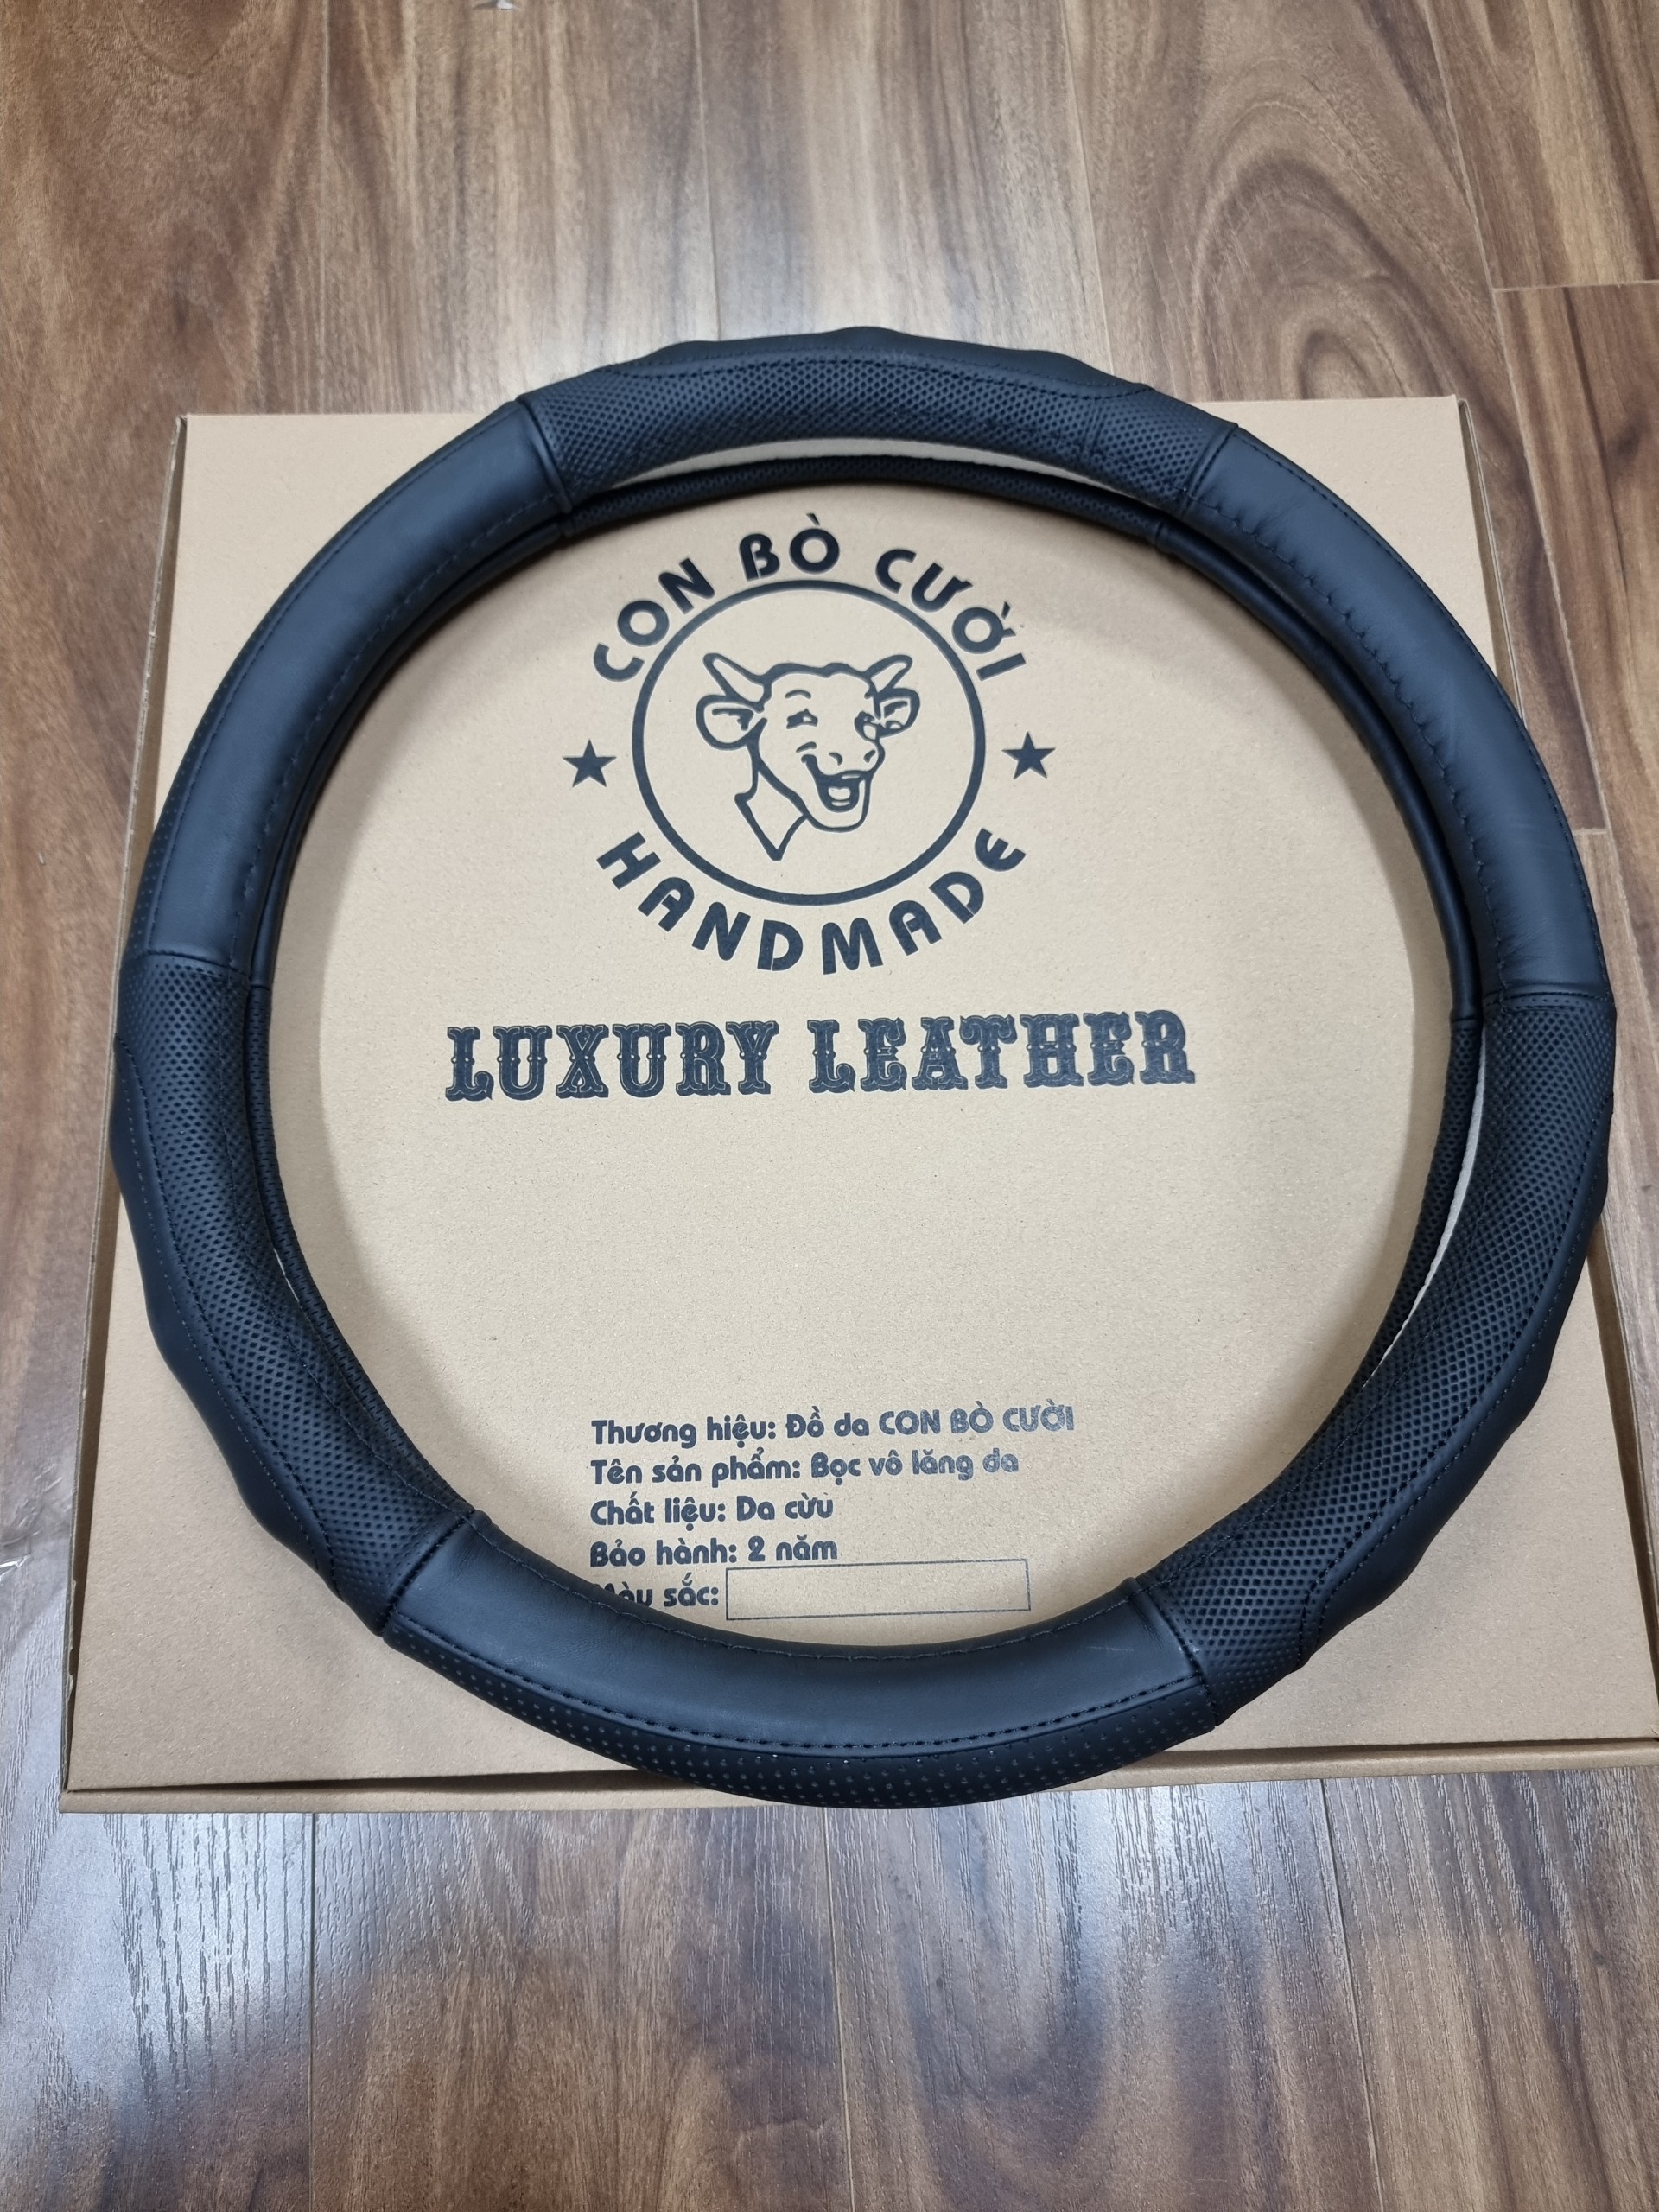 CON BÒ CƯỜI
HANDMADE
LUXURY LEATHER
Thương hiệu: Đồ da CON BÒ CƯỜI
Tên sản phẩm: Bọc vô lăng da
Chất liệu: Da cừu
Bảo hành: 2 năm
Màu sắc: